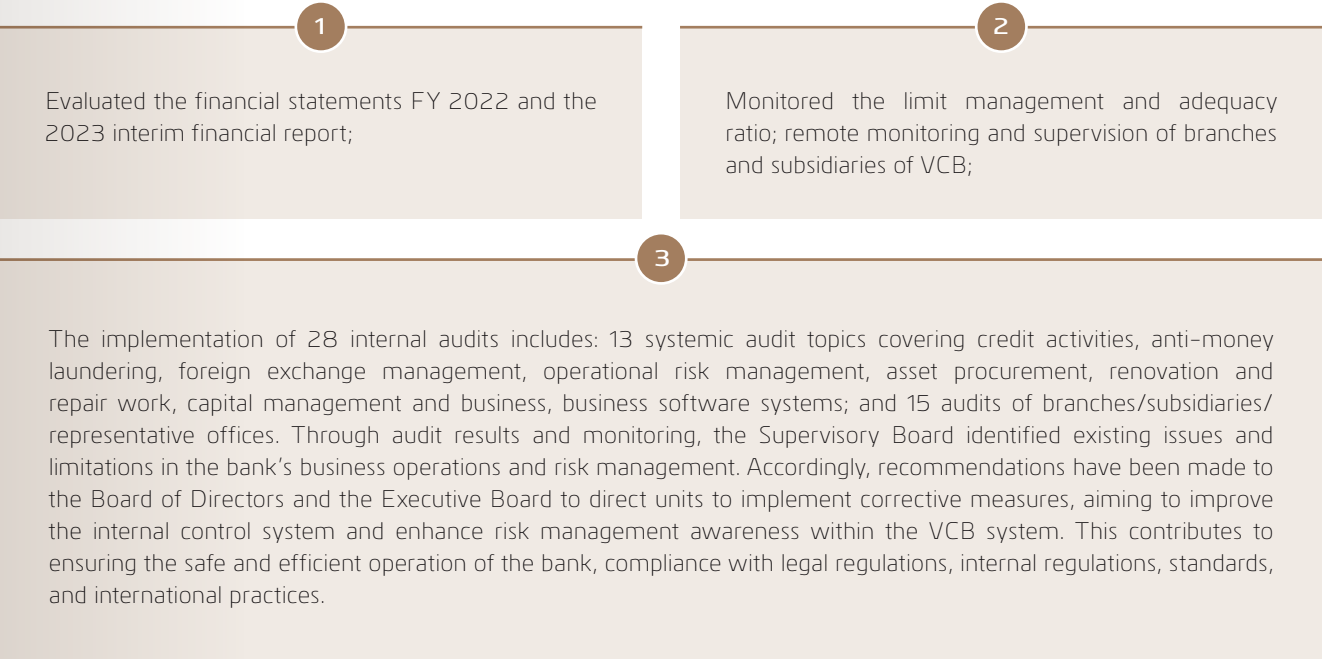 1
Evaluated the financial statements FY 2022 and the
2023 interim financial report;
2
Monitored the limit management and adequacy
ratio; remote monitoring and supervision of branches
and subsidiaries of VCB;
3
The implementation of 28 internal audits includes: 13 systemic audit topics covering credit activities, anti-money
laundering, foreign exchange management, operational risk management, asset procurement, renovation and
repair work, capital management and business, business software systems; and 15 audits of branches/subsidiaries/
representative offices. Through audit results and monitoring, the Supervisory Board identified existing issues and
limitations in the bank's business operations and risk management. Accordingly, recommendations have been made to
the Board of Directors and the Executive Board to direct units to implement corrective measures, aiming to improve
the internal control system and enhance risk management awareness within the VCB system. This contributes to
ensuring the safe and efficient operation of the bank, compliance with legal regulations, internal regulations, standards,
and international practices.